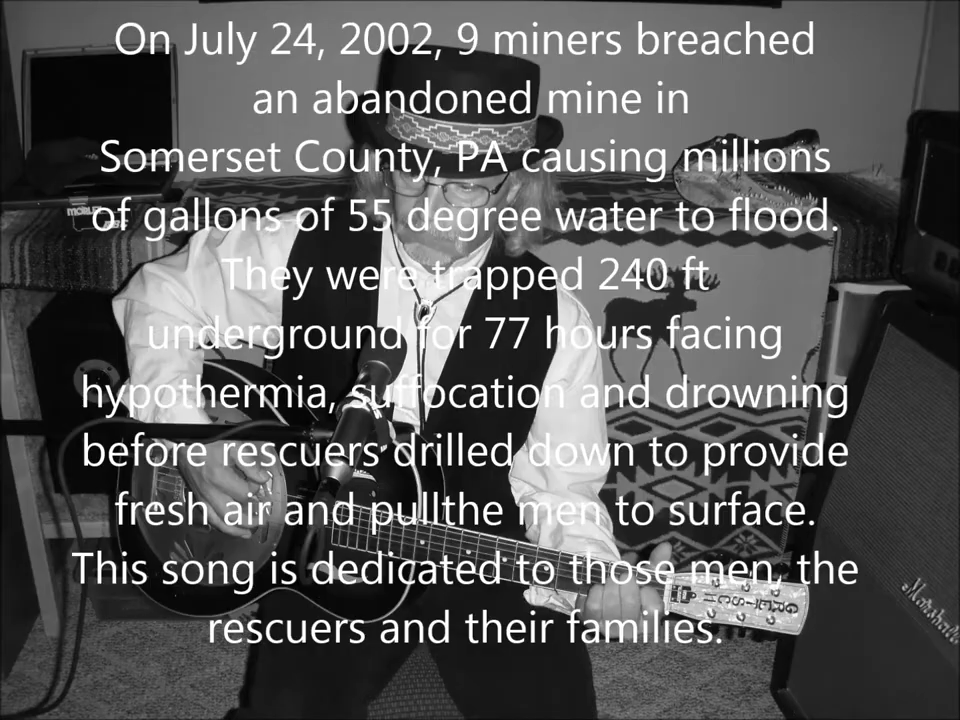 On July 24, 2002, 9 miners breached
an abandoned mine in
Somerset County, PA causing millions
of gallons of 55 degree water to flood.
They were trapped 240 ft
underground for 77 hours facing
hypothermia, suffocation and drowning
before rescuers drilled down to provide
fresh air and pullthe men to surface.
This song is dedicated to those men, the
rescuers and their families.
GRETSCH
Marshall